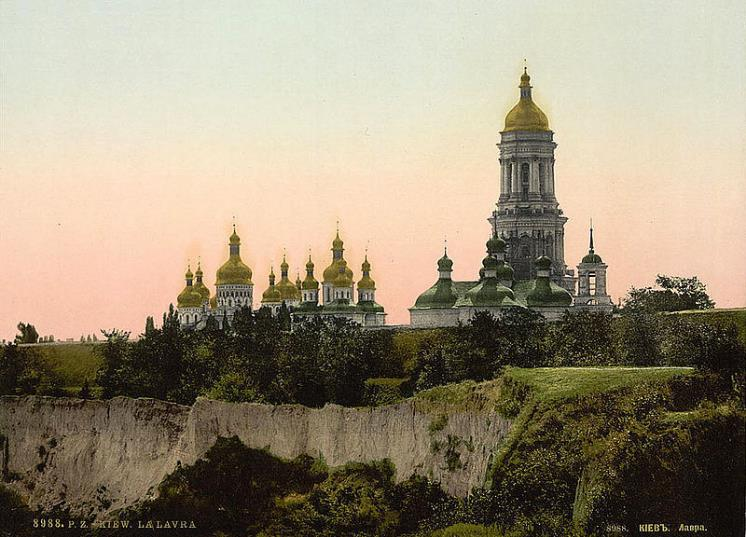 8988. P. Z. - KIEW. LA LAVRA
8988. КІЕВЪ. Лавра.